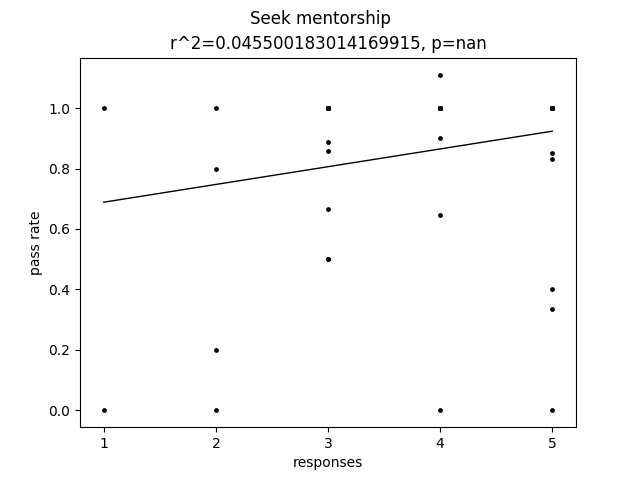 Seek mentorship
r^2=0.045500183014169915, p=nan
1.0
0.8
0.6
0.4
0.2
0.0
pass rate
1 2 3 4 5
responses